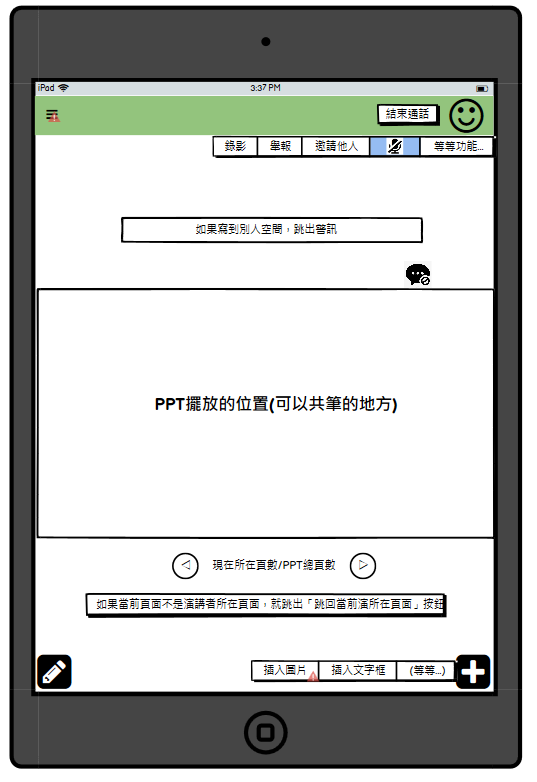 iPad
3:37 PM
結束通話
錄影 舉報 邀請他人 等等功能...
如果寫到別人空間，跳出警訊
PPT擺放的位置(可以共筆的地方)
現在所在頁數/PPT總頁數
如果當前頁面不是演講者所在頁面，就跳出「跳回當前演所在頁面」按鈕
插入圖片 插入文字框 (等等...)